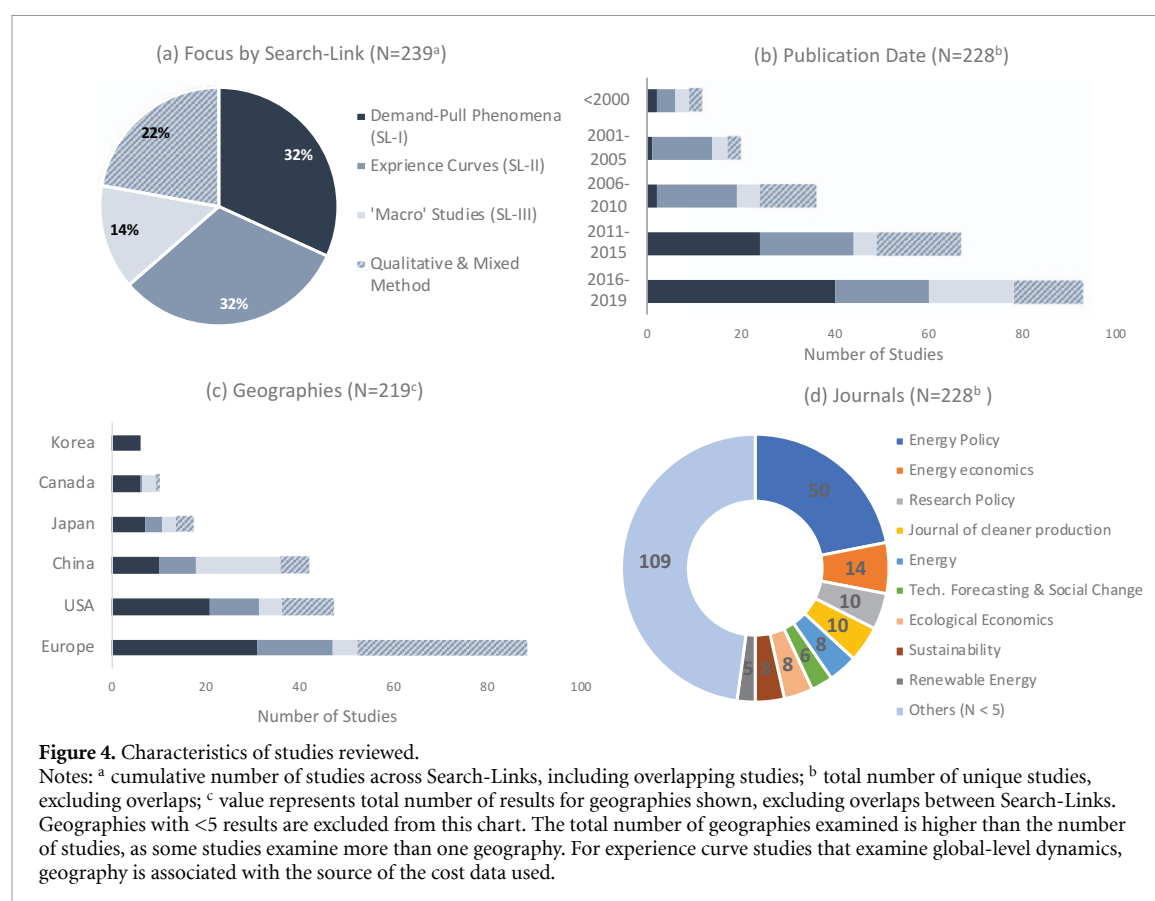 (a) Focus by Search-Link (N=239ᵃ)
22%
32%
14%
32%
Demand-Pull Phenomena
(SL-I)
Exprience Curves (SL-II)
'Macro' Studies (SL-III)
Qualitative & Mixed
Method
(b) Publication Date (N=228ᵇ)
<2000
2001-
2005
2006-
2010
2011-
2015
2016-
2019
0 20 40 60 80 100
Number of Studies
(c) Geographies (N=219ᶜ)
Korea
Canada
Japan
China
USA
Europe
0 20 40 60 80 100
Number of Studies
(d) Journals (N=228ᵇ )
50
14
10
10
8
6
8
8
5
109
Energy Policy
Energy economics
Research Policy
Journal of cleaner production
Energy
Tech. Forecasting & Social Change
Ecological Economics
Sustainability
Renewable Energy
Others (N < 5)
Figure 4. Characteristics of studies reviewed.
Notes: ᵃ cumulative number of studies across Search-Links, including overlapping studies; ᵇ total number of unique studies,
excluding overlaps; ᶜ value represents total number of results for geographies shown, excluding overlaps between Search-Links.
Geographies with <5 results are excluded from this chart. The total number of geographies examined is higher than the number
of studies, as some studies examine more than one geography. For experience curve studies that examine global-level dynamics,
geography is associated with the source of the cost data used.